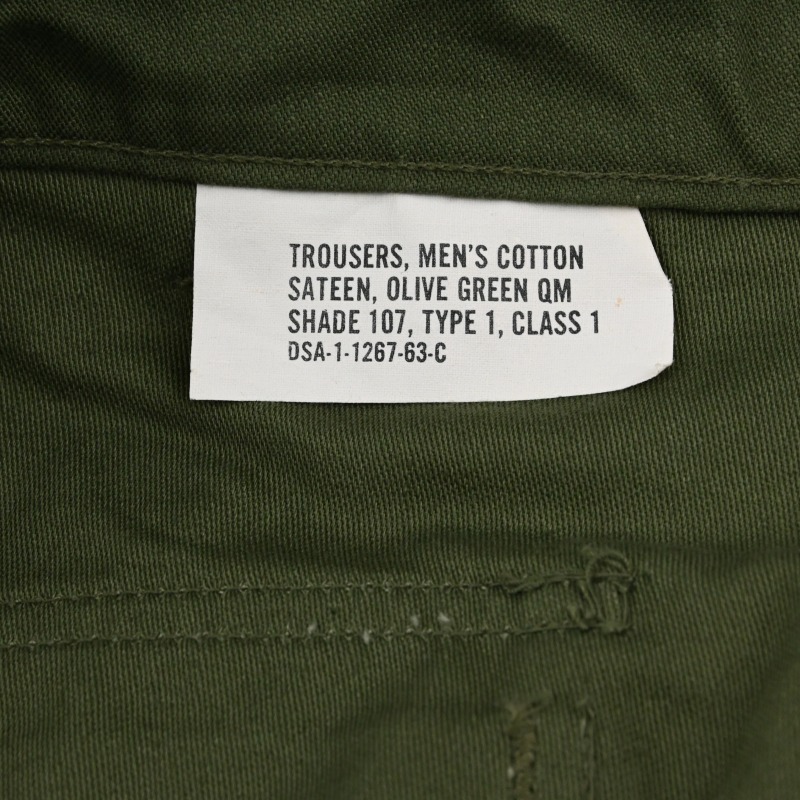 TROUSERS, MEN'S COTTON
SATEEN, OLIVE GREEN QM
SHADE 107, TYPE 1, CLASS 1
DSA-1-1267-63-C